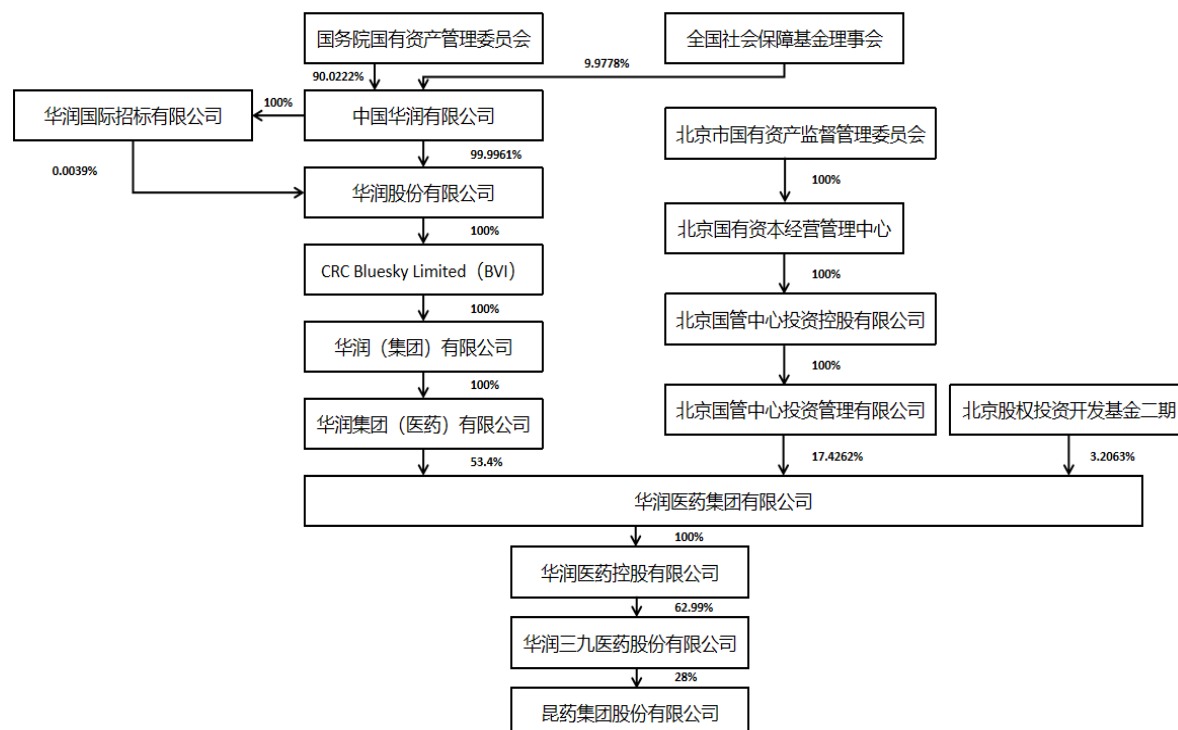 国务院国有资产管理委员会
全国社会保障基金理事会
9.9778%
90.0222%
华润国际招标有限公司
100%
中国华润有限公司
北京市国有资产监督管理委员会
99.9961%
0.0039%
100%
华润股份有限公司
北京国有资本经营管理中心
100%
CRC Bluesky Limited（BVI）
100%
100%
北京国管中心投资控股有限公司
华润（集团）有限公司
100%
100%
华润集团（医药）有限公司
北京国管中心投资管理有限公司
北京股权投资开发基金二期
53.4%
17.4262%
3.2063%
华润医药集团有限公司
100%
华润医药控股有限公司
62.99%
华润三九医药股份有限公司
28%
昆药集团股份有限公司